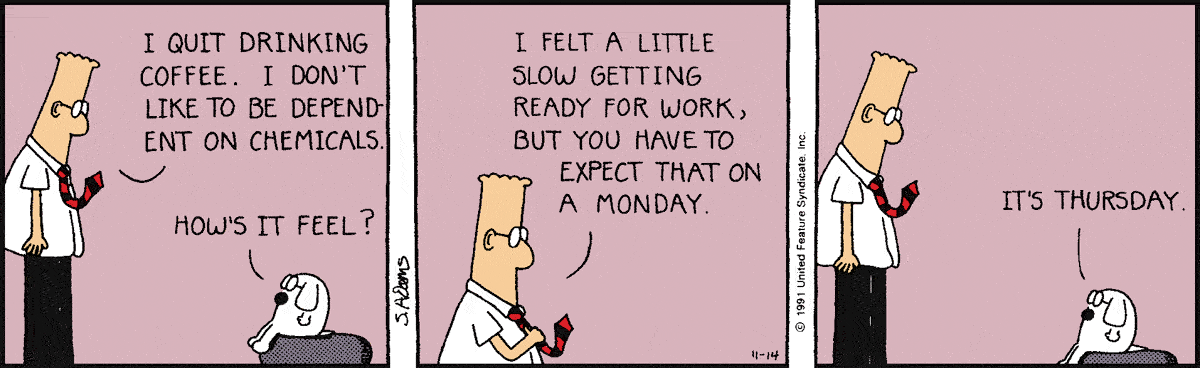 I QUIT DRINKING
COFFEE. I DON'T
LIKE TO BE DEPEND-
ENT ON CHEMICALS.
HOW'S IT FEEL?
S. ADAMS
I FELT A LITTLE
SLOW GETTING
READY FOR WORK,
BUT YOU HAVE TO
EXPECT THAT ON
A MONDAY.
11-14
© 1991 United Feature Syndicate, Inc.
IT'S THURSDAY.